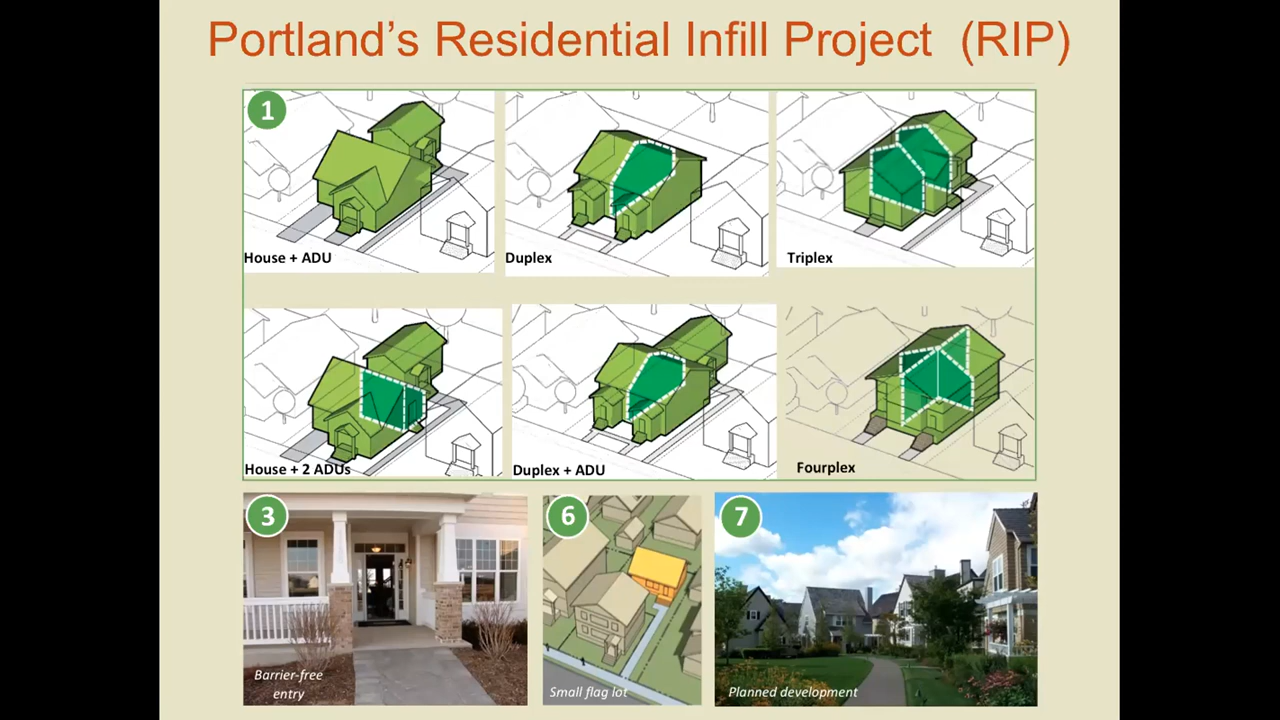 Portland’s Residential Infill Project (RIP)
1
House + ADU
Duplex
Triplex
House + 2 ADUs
Duplex + ADU
Fourplex
3
Barrier-free
entry
6
Small flag lot
7
Planned development